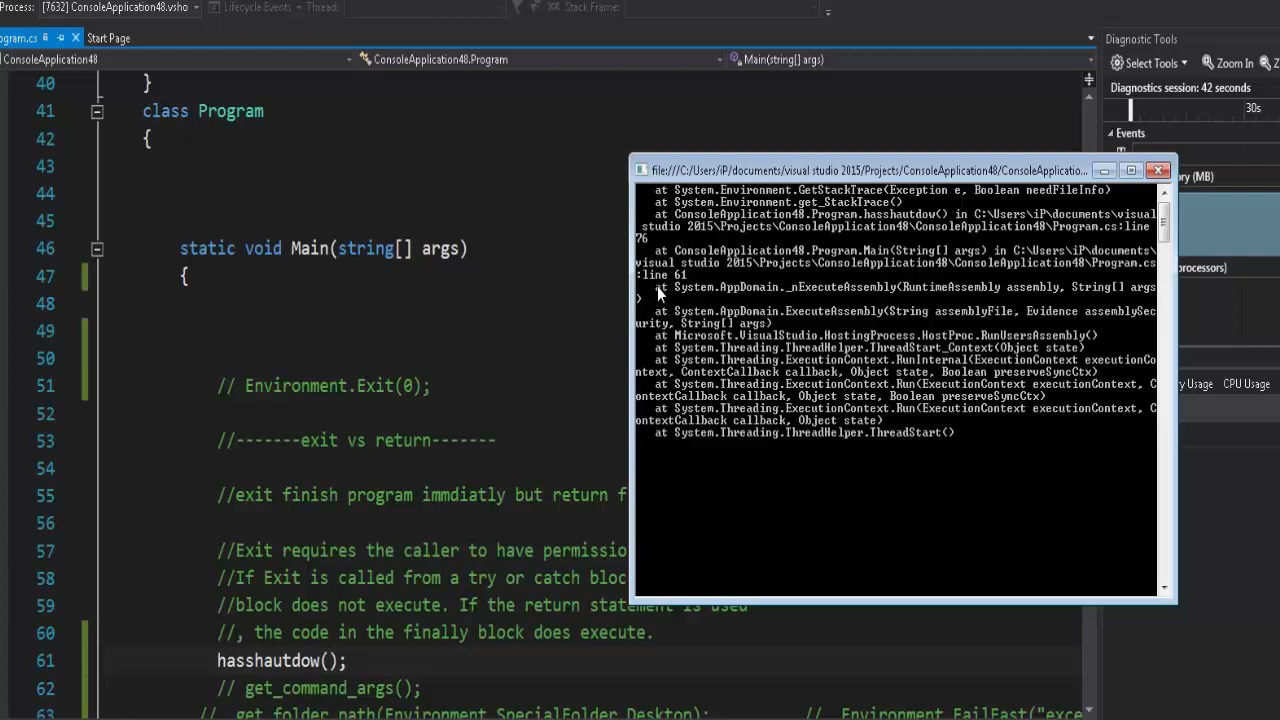 Process: [7632] ConsoleApplication48.vsho Lifecycle Events Thread: Stack Frame:
ogram.cs Start Page
ConsoleApplication48 ConsoleApplication48.Program Main(string[] args)
40 }
41 class Program
42 {
43
44
45
46 static void Main(string[] args)
47 {
48
49
50
51 // Environment.Exit(0);
52
53 //-------exit vs return-------
54
55 //exit finish program immdiatly but return f
56
57 //Exit requires the caller to have permissio
58 //If Exit is called from a try or catch bloc
59 //block does not execute. If the return statement is used
60 //, the code in the finally block does execute.
61 hasshautdow();
62 // get_command_args();
63 // get_folder_path(Environment.SpecialFolder.Desktop); // Environment.FailFast("exce
file:///C:/Users/iP/documents/visual studio 2015/Projects/ConsoleApplication48/ConsoleApplicatio...
at System.Environment.GetStackTrace(Exception e, Boolean needFileInfo)
at System.Environment.get_StackTrace()
at ConsoleApplication48.Program.hasshautdow() in C:\Users\iP\documents\visual
studio 2015\Projects\ConsoleApplication48\ConsoleApplication48\Program.cs:line
76
at ConsoleApplication48.Program.Main(String[] args) in C:\Users\iP\documents\
visual studio 2015\Projects\ConsoleApplication48\ConsoleApplication48\Program.cs
:line 61
at System.AppDomain._nExecuteAssembly(RuntimeAssembly assembly, String[] args
)
at System.AppDomain.ExecuteAssembly(String assemblyFile, Evidence assemblySec
urity, String[] args)
at Microsoft.VisualStudio.HostingProcess.HostProc.RunUsersAssembly()
at System.Threading.ThreadHelper.ThreadStart_Context(Object state)
at System.Threading.ExecutionContext.RunInternal(ExecutionContext executionCo
ntext, ContextCallback callback, Object state, Boolean preserveSyncCtx)
at System.Threading.ExecutionContext.Run(ExecutionContext executionContext, C
ontextCallback callback, Object state, Boolean preserveSyncCtx)
at System.Threading.ExecutionContext.Run(ExecutionContext executionContext, C
ontextCallback callback, Object state)
at System.Threading.ThreadHelper.ThreadStart()
Diagnostic Tools
Select Tools Zoom In Z
Diagnostics session: 42 seconds
30s
Events
ry (MB)
rocessors)
ry Usage CPU Usage